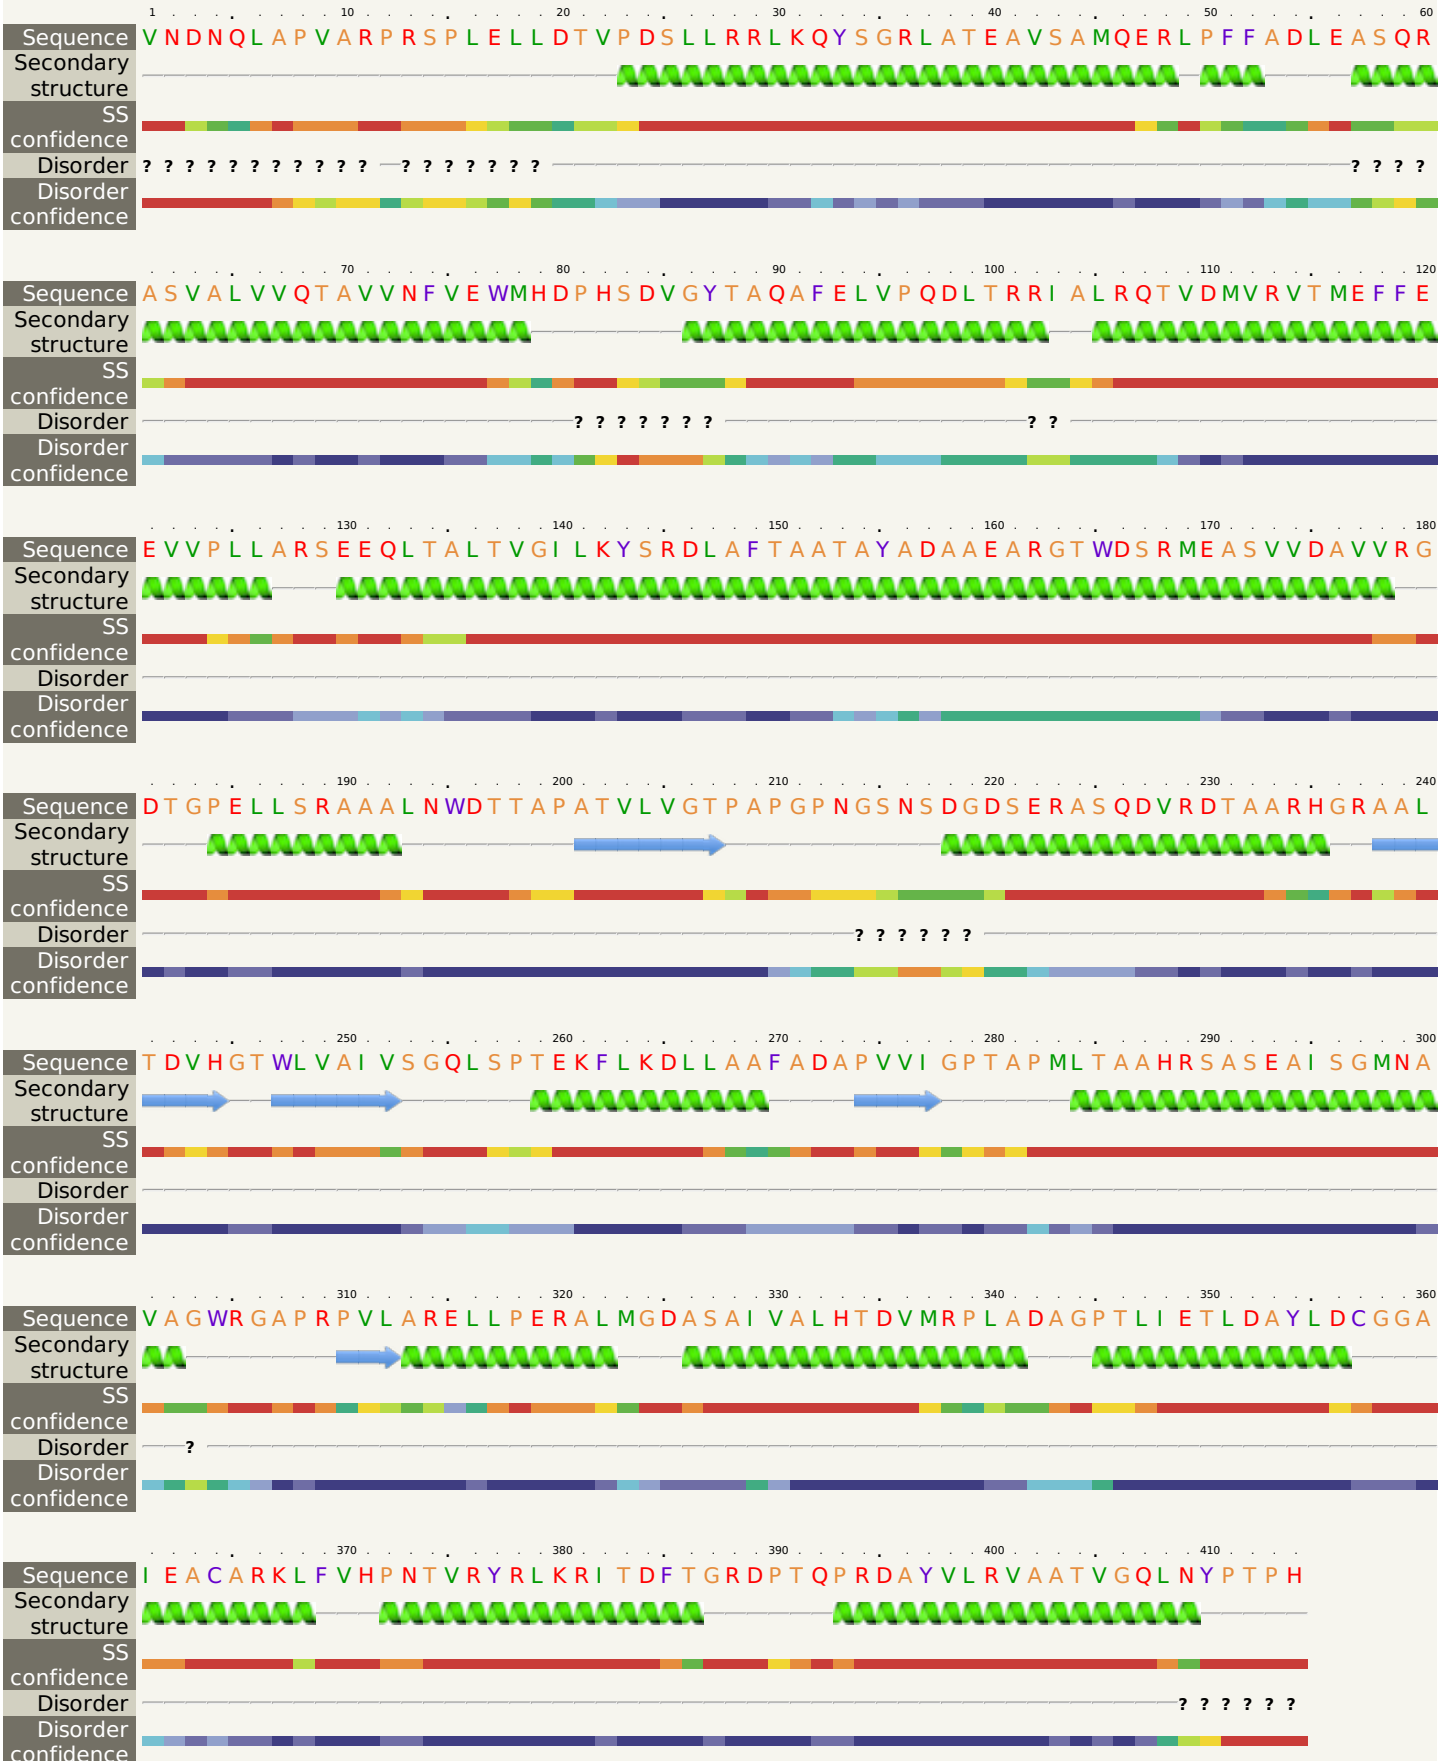 1 10 20 30 40 50 60
Sequence V N D N Q L A P V A R P R S P L E L L D T V P D S L L R R L K Q Y S G R L A T E A V S A M Q E R L P F F A D L E A S Q R
Secondary
structure
SS
confidence
Disorder ? ? ? ? ? ? ? ? ? ? ? ? ? ? ? ? ? ? ? ? ? ?
Disorder
confidence
70 80 90 100 110 120
Sequence A S V A L V V Q T A V V N F V E W M H D P H S D V G Y T A Q A F E L V P Q D L T R R I A L R Q T V D M V R V T M E F F E
Secondary
structure
SS
confidence
Disorder ? ? ? ? ? ? ? ? ?
Disorder
confidence
130 140 150 160 170 180
Sequence E V V P L L A R S E E Q L T A L T V G I L K Y S R D L A F T A A T A Y A D A A E A R G T W D S R M E A S V V D A V V R G
Secondary
structure
SS
confidence
Disorder
Disorder
confidence
190 200 210 220 230 240
Sequence D T G P E L L S R A A A L N W D T T A P A T V L V G T P A P G P N G S N S D G D S E R A S Q D V R D T A A R H G R A A L
Secondary
structure
SS
confidence
Disorder ? ? ? ? ? ?
Disorder
confidence
250 260 270 280 290 300
Sequence T D V H G T W L V A I V S G Q L S P T E K F L K D L L A A F A D A P V V I G P T A P M L T A A H R S A S E A I S G M N A
Secondary
structure
SS
confidence
Disorder
Disorder
confidence
310 320 330 340 350 360
Sequence V A G W R G A P R P V L A R E L L P E R A L M G D A S A I V A L H T D V M R P L A D A G P T L I E T L D A Y L D C G G A
Secondary
structure
SS
confidence
Disorder ?
Disorder
confidence
370 380 390 400 410
Sequence I E A C A R K L F V H P N T V R Y R L K R I T D F T G R D P T Q P R D A Y V L R V A A T V G Q L N Y P T P H
Secondary
structure
SS
confidence
Disorder ? ? ? ? ? ?
Disorder
confidence